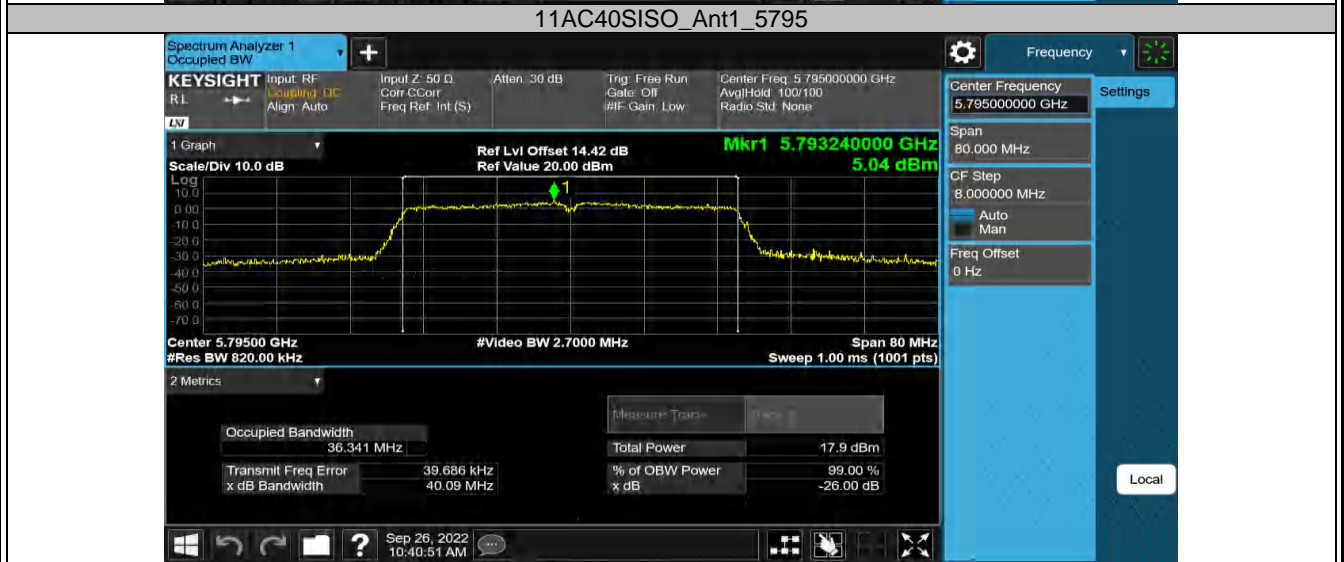 11AC40SISO_Ant1_5795
Spectrum Analyzer 1
Occupied BW
Frequency
KEYSIGHT Input: RF Input Z: 50 Ω Atten: 30 dB Trig: Free Run Center Freq: 5.795000000 GHz
RL Coupling: DC Corr CCorr Gate: Off Avg|Hold: 100/100
Align: Auto Freq Ref: Int (S) #IF Gain: Low Radio Std: None
LXI
Center Frequency
5.795000000 GHz
Settings
Span
80.000 MHz
CF Step
8.000000 MHz
Auto
Man
Freq Offset
0 Hz
1 Graph Ref Lvl Offset 14.42 dB Mkr1 5.793240000 GHz
Scale/Div 10.0 dB Ref Value 20.00 dBm 5.04 dBm
Log
10.0
1
0.00
-10.0
-20.0
-30.0
-40.0
-50.0
-60.0
-70.0
Center 5.79500 GHz #Video BW 2.7000 MHz Span 80 MHz
#Res BW 820.00 kHz Sweep 1.00 ms (1001 pts)
2 Metrics
Measure Trace
Occupied Bandwidth
36.341 MHz Total Power 17.9 dBm
Transmit Freq Error 39.686 kHz % of OBW Power 99.00 %
x dB Bandwidth 40.09 MHz x dB -26.00 dB
Local
Sep 26, 2022
10:40:51 AM